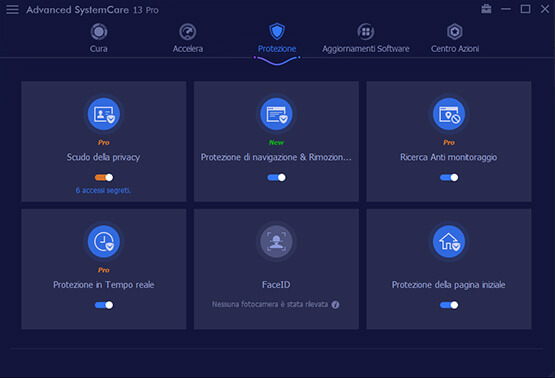 Advanced SystemCare 13 Pro
Cura
Accelera
Protezione
Aggiornamenti Software
Centro Azioni
Pro
Scudo della privacy
6 accessi segreti.
New
Protezione di navigazione & Rimozion...
Pro
Ricerca Anti monitoraggio
Pro
Protezione in Tempo reale
FaceID
Nessuna fotocamera è stata rilevata
Protezione della pagina iniziale